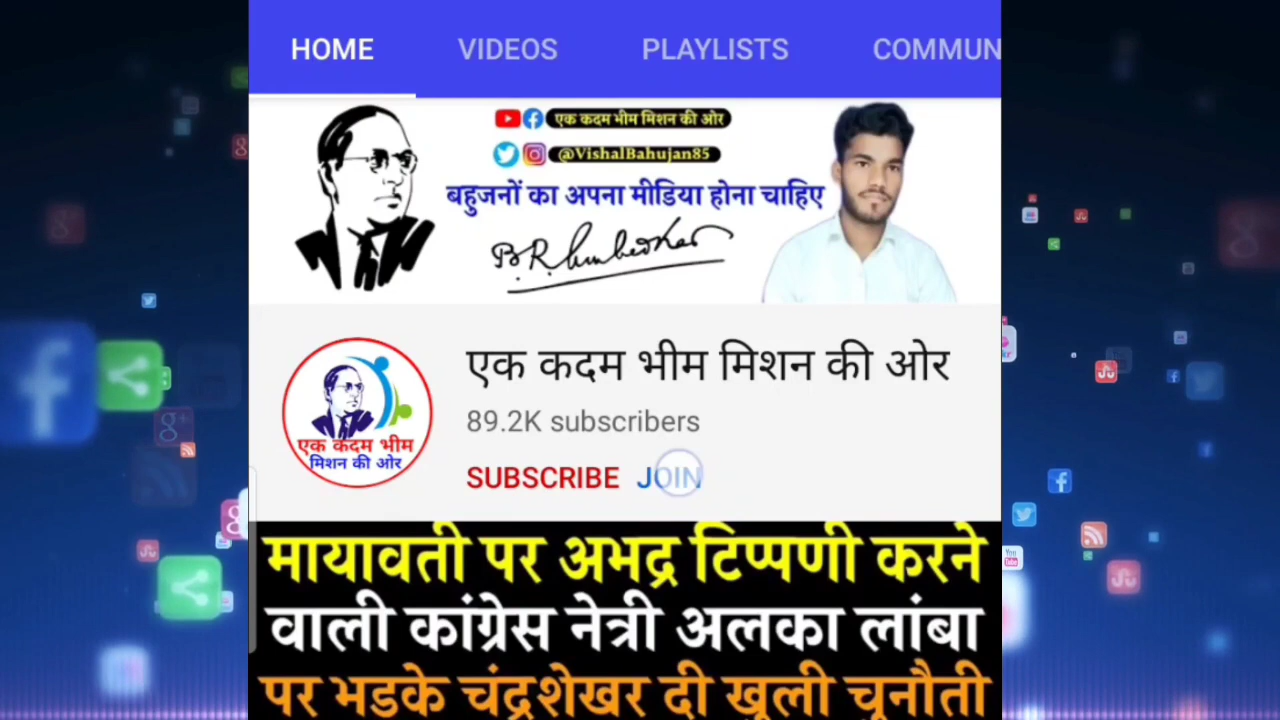 HOME VIDEOS PLAYLISTS COMMUN
एक कदम भीम मिशन की ओर
@VishalBahujan85
बहुजनों का अपना मीडिया होना चाहिए
B.R. Ambedkar
एक कदम भीम मिशन की ओर
89.2K subscribers
SUBSCRIBE JOIN
एक कदम भीम
मिशन की ओर
मायावती पर अभद्र टिप्पणी करने
वाली कांग्रेस नेत्री अलका लांबा
पर भडके चंद्रशेखर दी खुली चुनौती